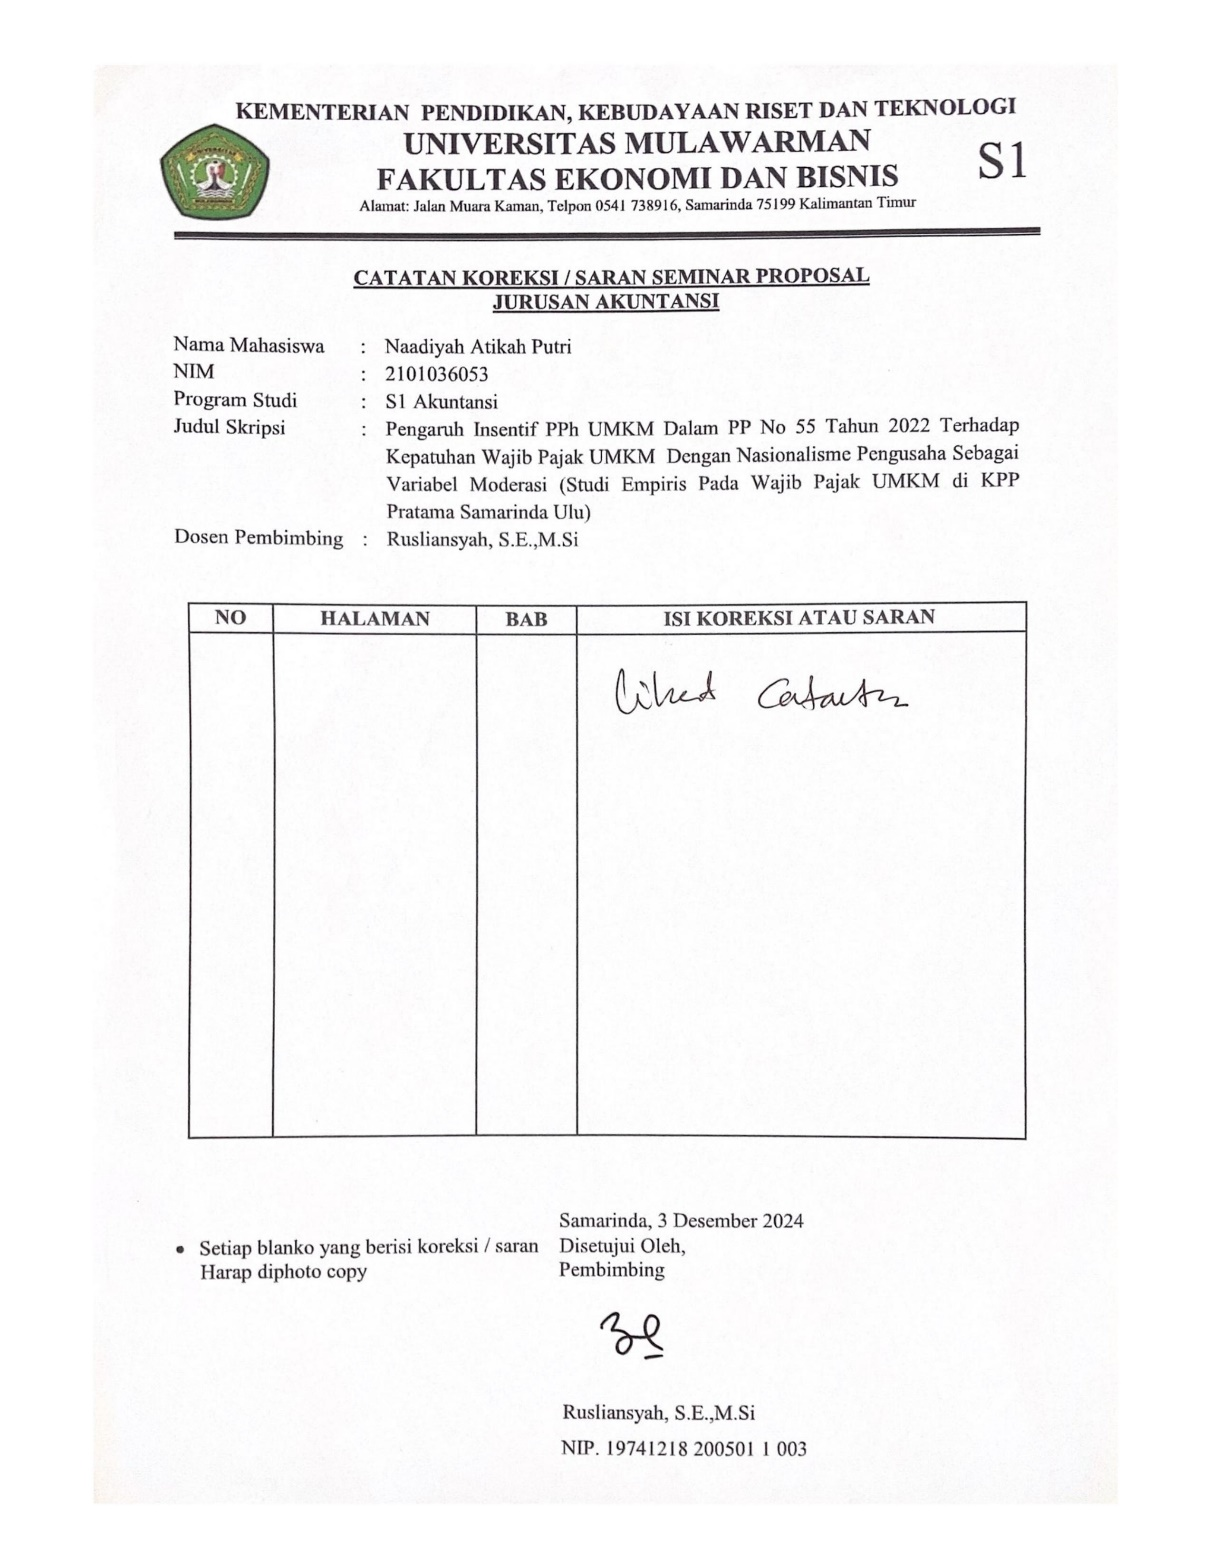 KEMENTERIAN PENDIDIKAN, KEBUDAYAAN RISET DAN TEKNOLOGI
UNIVERSITAS MULAWARMAN
S1
FAKULTAS EKONOMI DAN BISNIS
Alamat: Jalan Muara Kaman, Telpon 0541 738916, Samarinda 75199 Kalimantan Timur
CATATAN KOREKSI / SARAN SEMINAR PROPOSAL
JURUSAN AKUNTANSI
Nama Mahasiswa : Naadiyah Atikah Putri
NIM : 2101036053
Program Studi : S1 Akuntansi
Judul Skripsi : Pengaruh Insentif PPh UMKM Dalam PP No 55 Tahun 2022 Terhadap
Kepatuhan Wajib Pajak UMKM Dengan Nasionalisme Pengusaha Sebagai
Variabel Moderasi (Studi Empiris Pada Wajib Pajak UMKM di KPP
Pratama Samarinda Ulu)
Dosen Pembimbing : Rusliansyah, S.E.,M.Si
NO HALAMAN BAB ISI KOREKSI ATAU SARAN
Lihat Catatan
Samarinda, 3 Desember 2024
• Setiap blanko yang berisi koreksi / saran Disetujui Oleh,
Harap diphoto copy Pembimbing
Rusliansyah, S.E.,M.Si
NIP. 19741218 200501 1 003